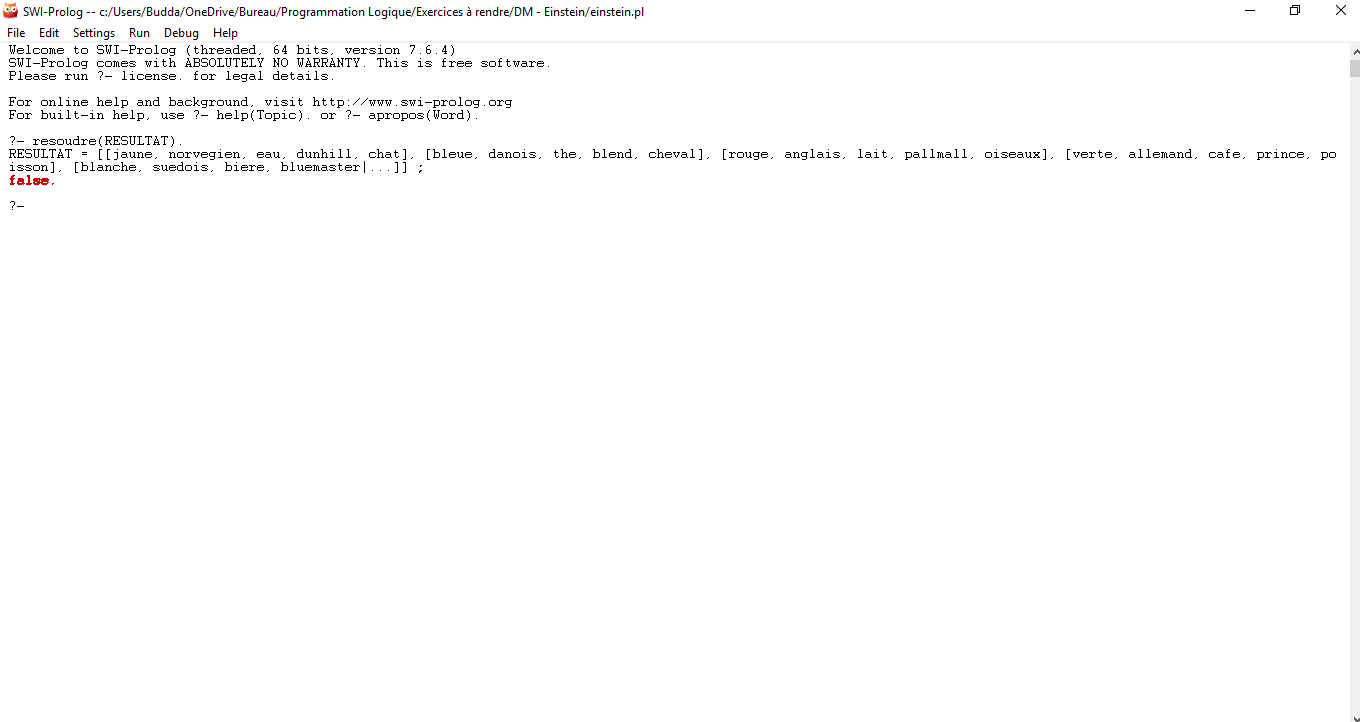 SWI-Prolog -- c:/Users/Budda/OneDrive/Bureau/Programmation Logique/Exercices à rendre/DM - Einstein/einstein.pl
File Edit Settings Run Debug Help
Welcome to SWI-Prolog (threaded, 64 bits, version 7.6.4)
SWI-Prolog comes with ABSOLUTELY NO WARRANTY. This is free software.
Please run ?- license. for legal details.
For online help and background, visit http://www.swi-prolog.org
For built-in help, use ?- help(Topic). or ?- apropos(Word).
?- resoudre(RESULTAT).
RESULTAT = [[jaune, norvegien, eau, dunhill, chat], [bleue, danois, the, blend, cheval], [rouge, anglais, lait, pallmall, oiseaux], [verte, allemand, cafe, prince, po
isson], [blanche, suedois, biere, bluemaster|...]] ;
false.
?-